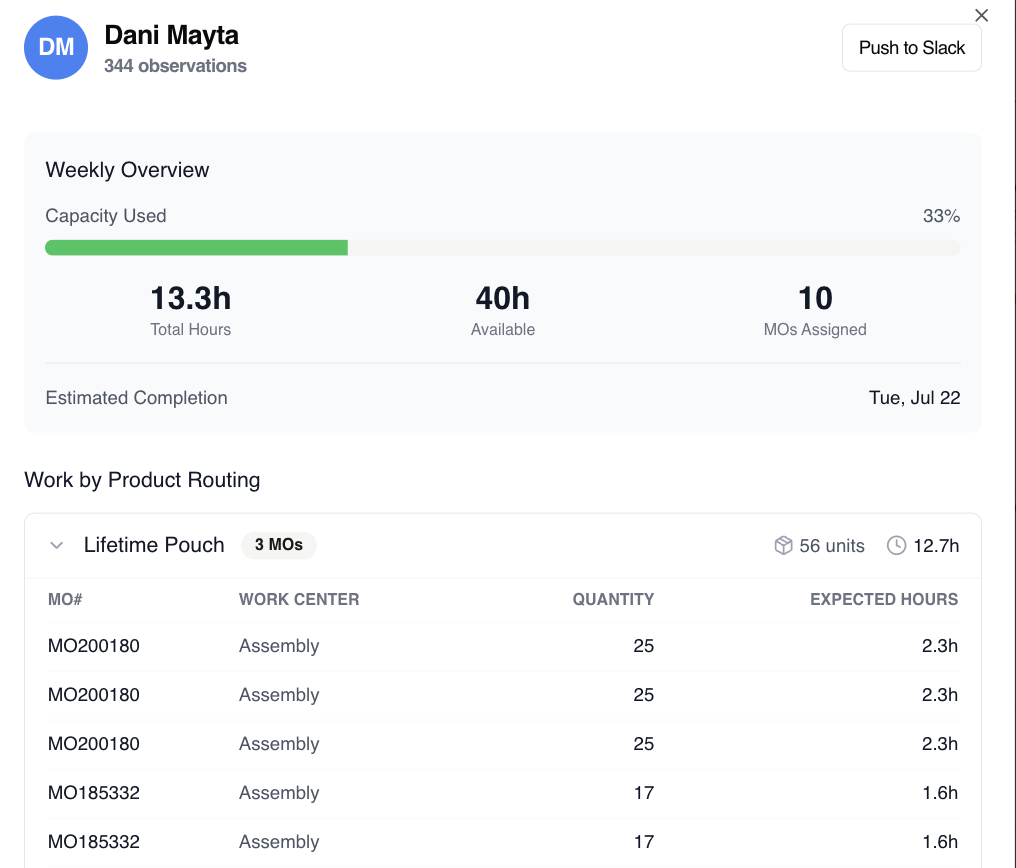 DM
Dani Mayta
344 observations
Push to Slack
Weekly Overview
Capacity Used 33%
13.3h 40h 10
Total Hours Available MOs Assigned
Estimated Completion Tue, Jul 22
Work by Product Routing
Lifetime Pouch 3 MOs 56 units 12.7h
MO# WORK CENTER QUANTITY EXPECTED HOURS
MO200180 Assembly 25 2.3h
MO200180 Assembly 25 2.3h
MO200180 Assembly 25 2.3h
MO185332 Assembly 17 1.6h
MO185332 Assembly 17 1.6h